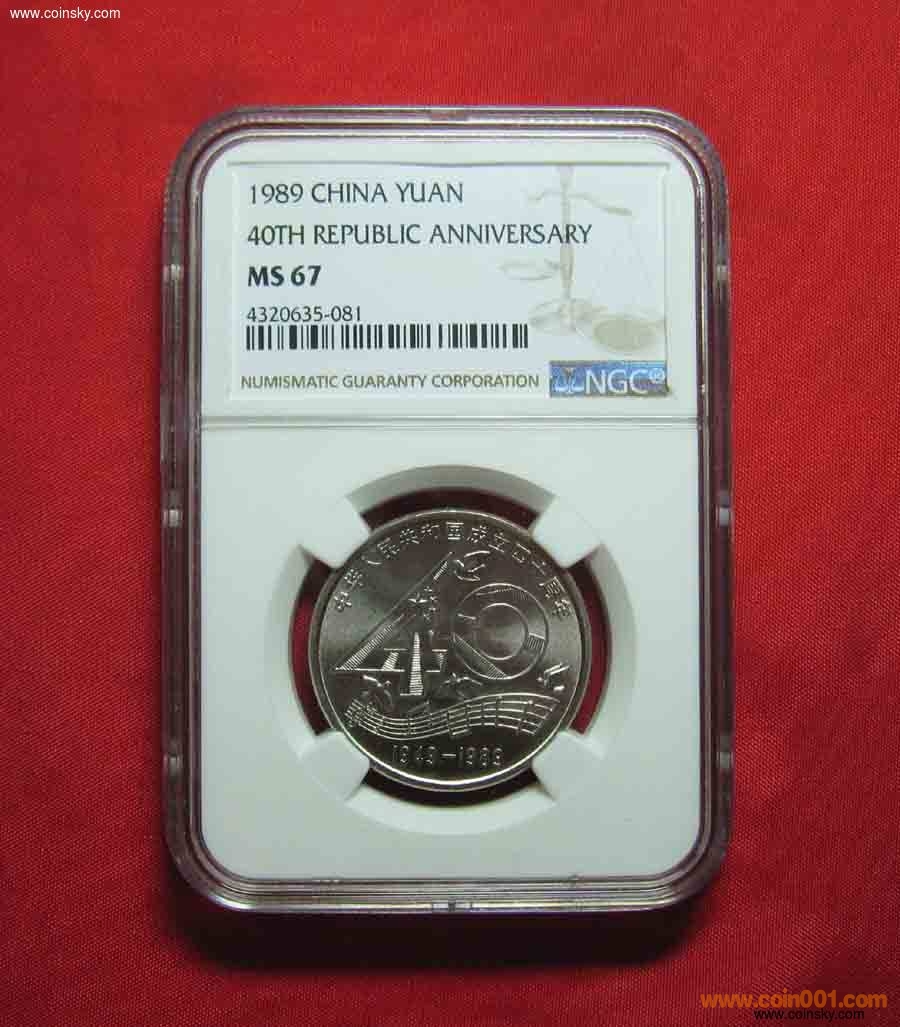 www.coinsky.com
1989 CHINA YUAN
40TH REPUBLIC ANNIVERSARY
MS 67
4320635-081
NUMISMATIC GUARANTY CORPORATION NGC®
中华人民共和国成立四十周年
40
1949-1989
www.coin001.com
www.coinsky.com